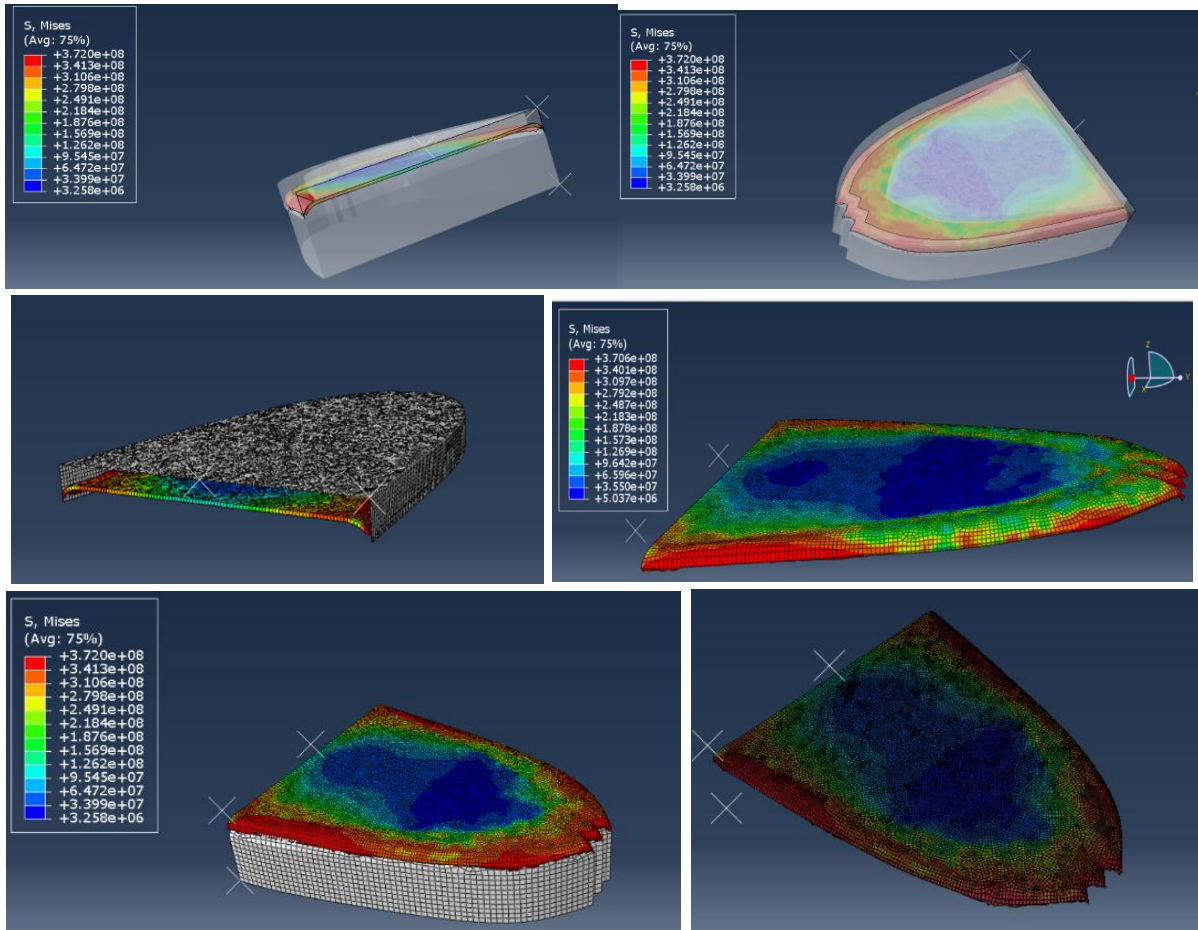 S, Mises
(Avg: 75%)
+3.720e+08
+3.413e+08
+3.106e+08
+2.798e+08
+2.491e+08
+2.184e+08
+1.876e+08
+1.569e+08
+1.262e+08
+9.545e+07
+6.472e+07
+3.399e+07
+3.258e+06
S, Mises
(Avg: 75%)
+3.720e+08
+3.413e+08
+3.106e+08
+2.798e+08
+2.491e+08
+2.184e+08
+1.876e+08
+1.569e+08
+1.262e+08
+9.545e+07
+6.472e+07
+3.399e+07
+3.258e+06
S, Mises
(Avg: 75%)
+3.706e+08
+3.401e+08
+3.097e+08
+2.792e+08
+2.487e+08
+2.183e+08
+1.878e+08
+1.573e+08
+1.269e+08
+9.642e+07
+6.596e+07
+3.550e+07
+5.037e+06
Z
Y
X
S, Mises
(Avg: 75%)
+3.720e+08
+3.413e+08
+3.106e+08
+2.798e+08
+2.491e+08
+2.184e+08
+1.876e+08
+1.569e+08
+1.262e+08
+9.545e+07
+6.472e+07
+3.399e+07
+3.258e+06